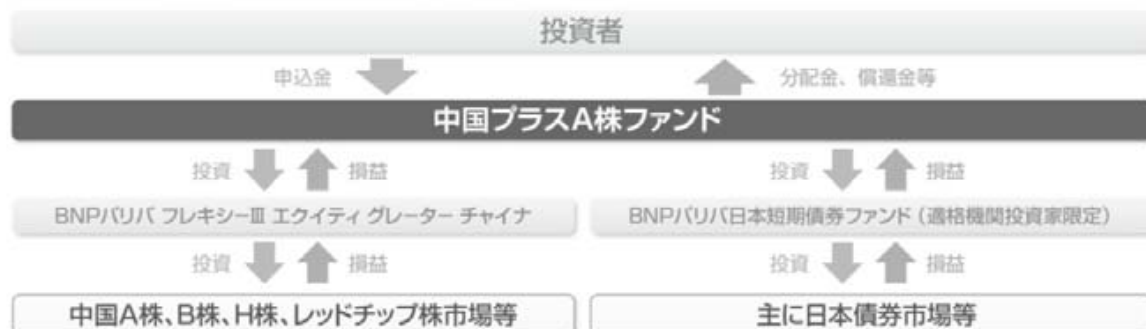 投資者
申込金 分配金、償還金等
中国プラスA株ファンド
投資 損益 投資 損益
BNPパリバ フレキシーⅢ エクイティ グレーター チャイナ BNPパリバ日本短期債券ファンド(適格機関投資家限定)
投資 損益 投資 損益
中国A株、B株、H株、レッドチップ株市場等 主に日本債券市場等